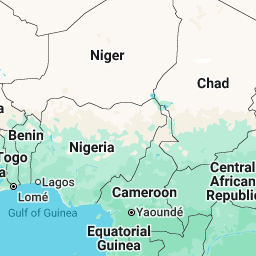 Niger
Chad
a
Benin
Nigeria
Togo
a
Lagos
Lomé
Gulf of Guinea
Cameroon
Yaoundé
Central
African
Republic
Equatorial
Guinea